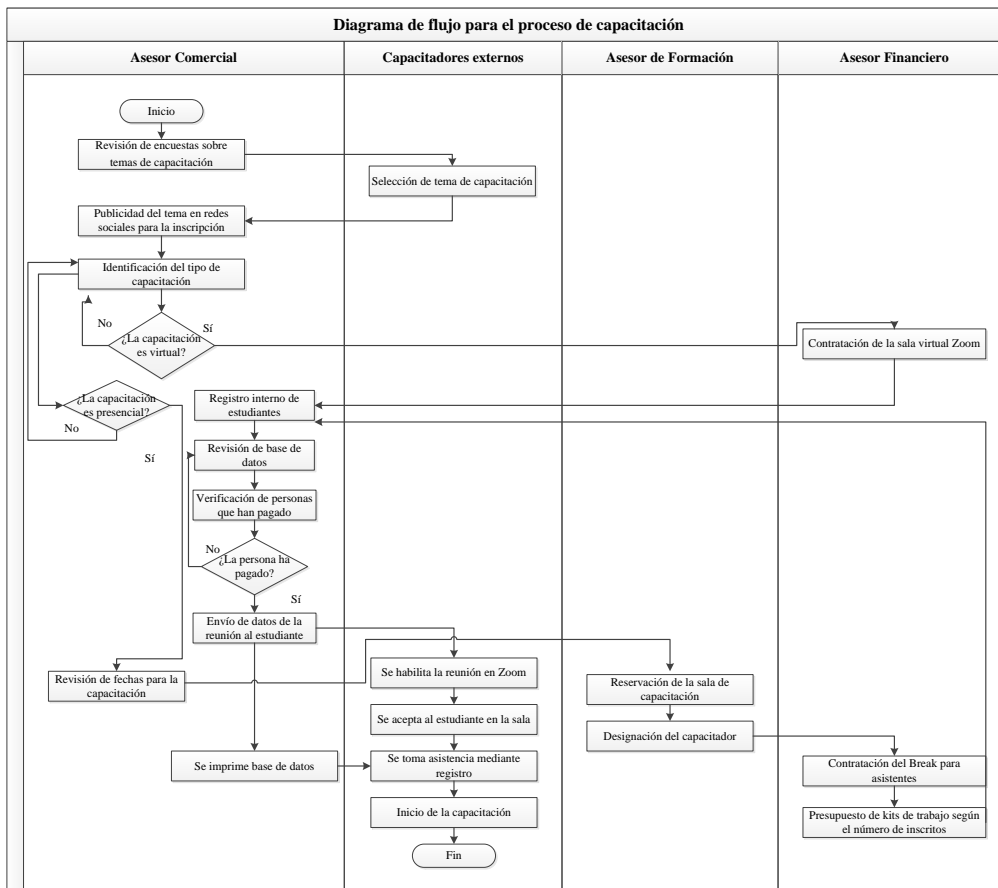 Diagrama de flujo para el proceso de capacitación
Asesor Comercial
Capacitadores externos
Asesor de Formación
Asesor Financiero
Inicio
Revisión de encuestas sobre
temas de capacitación
Selección de tema de capacitación
Publicidad del tema en redes
sociales para la inscripción
Identificación del tipo de
capacitación
No
Sí
¿La capacitación
es virtual?
Contratación de la sala virtual Zoom
¿La capacitación
es presencial?
No
Sí
Registro interno de
estudiantes
Revisión de base de
datos
Verificación de personas
que han pagado
No
¿La persona ha
pagado?
Sí
Envío de datos de la
reunión al estudiante
Revisión de fechas para la
capacitación
Se habilita la reunión en Zoom
Reservación de la sala de
capacitación
Se acepta al estudiante en la sala
Designación del capacitador
Se imprime base de datos
Se toma asistencia mediante
registro
Contratación del Break para
asistentes
Inicio de la capacitación
Presupuesto de kits de trabajo según
el número de inscritos
Fin